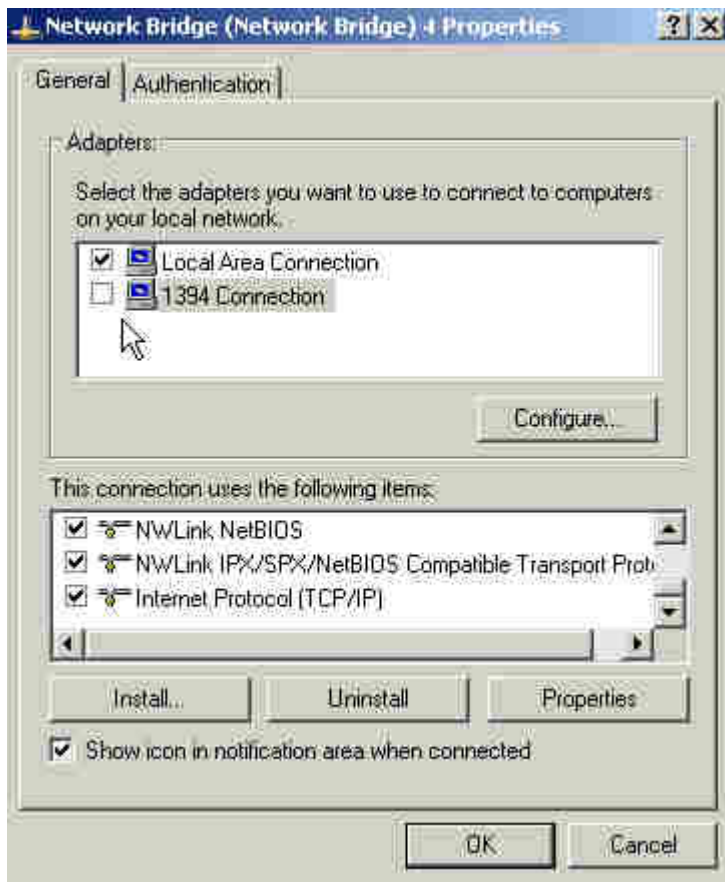 Network Bridge (Network Bridge) 4 Properties
General
Authentication
Adapters:
Select the adapters you want to use to connect to computers
on your local network.
Local Area Connection
1394 Connection
Configure...
This connection uses the following items:
NWLink NetBIOS
NWLink IPX/SPX/NetBIOS Compatible Transport Proto
Internet Protocol (TCP/IP)
Install...
Uninstall
Properties
Show icon in notification area when connected
OK
Cancel